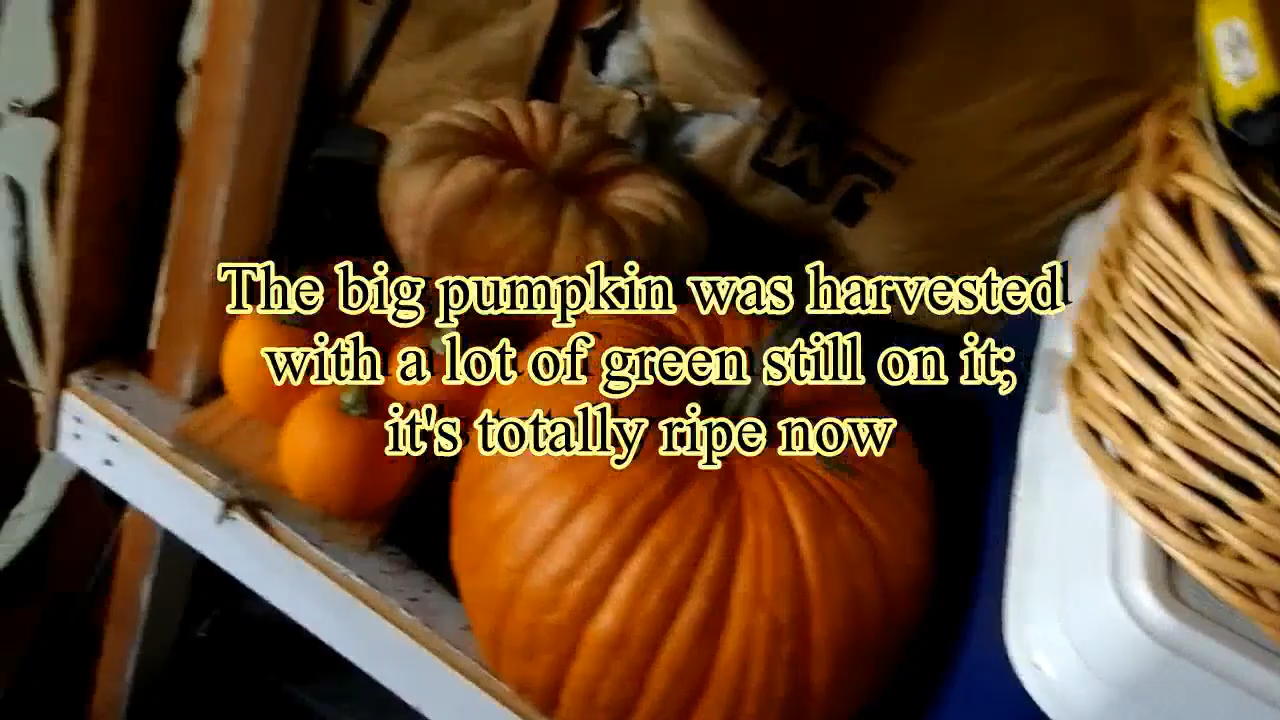 The big pumpkin was harvested
with a lot of green still on it;
it's totally ripe now